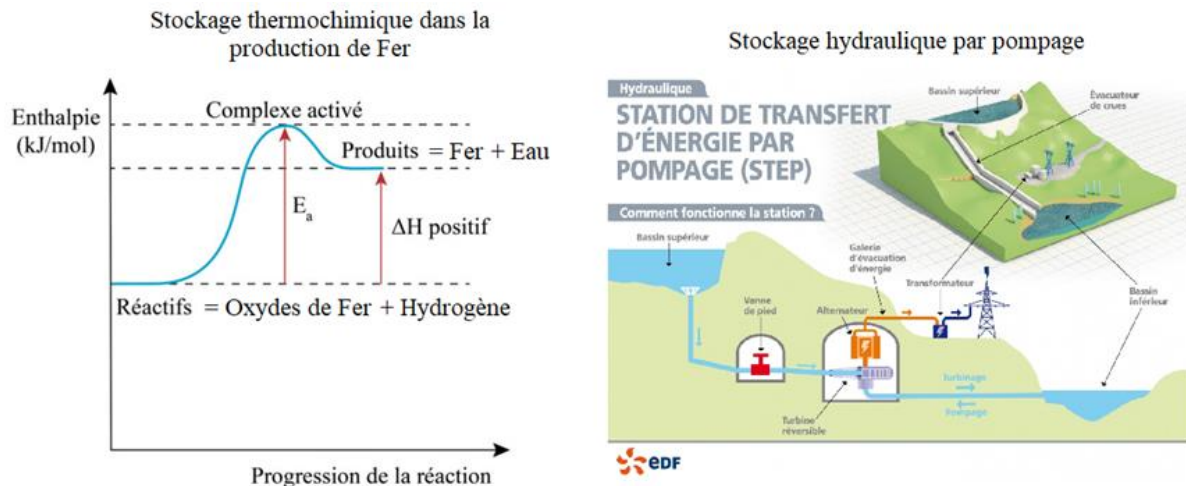 Stockage thermochimique dans la
production de Fer
Enthalpie
(kJ/mol)
Complexe activé
Produits = Fer + Eau
Eₐ
ΔH positif
Réactifs = Oxydes de Fer + Hydrogène
Progression de la réaction
Stockage hydraulique par pompage
Hydraulique
STATION DE TRANSFERT
D'ÉNERGIE PAR
POMPAGE (STEP)
Bassin supérieur
Évacuateur
de crues
Comment fonctionne la station ?
Bassin supérieur
Galerie
d'évacuation
d'énergie
Transformateur
Bassin
inférieur
Vanne
de pied
Alternateur
Turbinage
Pompage
Turbine
réversible
eDF